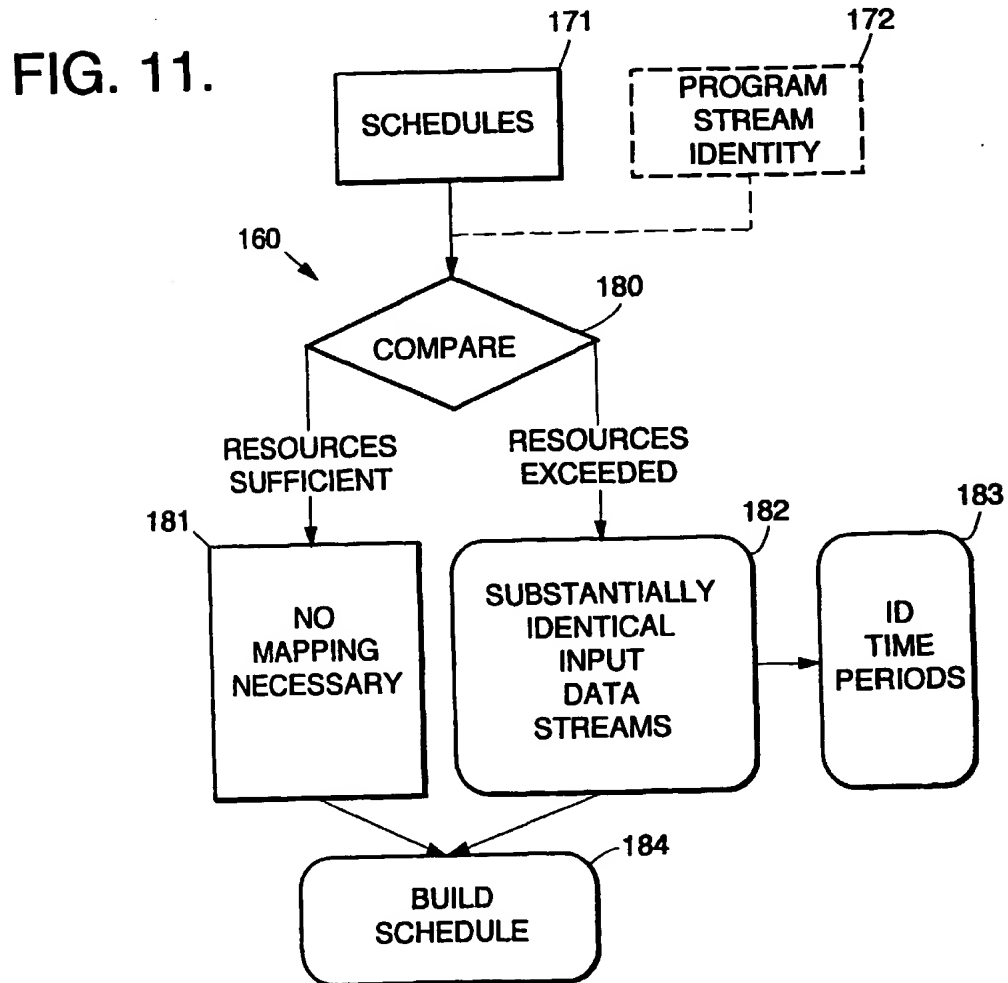 FIG. 11.
171
172
SCHEDULES
PROGRAM
STREAM
IDENTITY
160
180
COMPARE
RESOURCES
SUFFICIENT
RESOURCES
EXCEEDED
181
182
183
NO
MAPPING
NECESSARY
SUBSTANTIALLY
IDENTICAL
INPUT
DATA
STREAMS
ID
TIME
PERIODS
184
BUILD
SCHEDULE